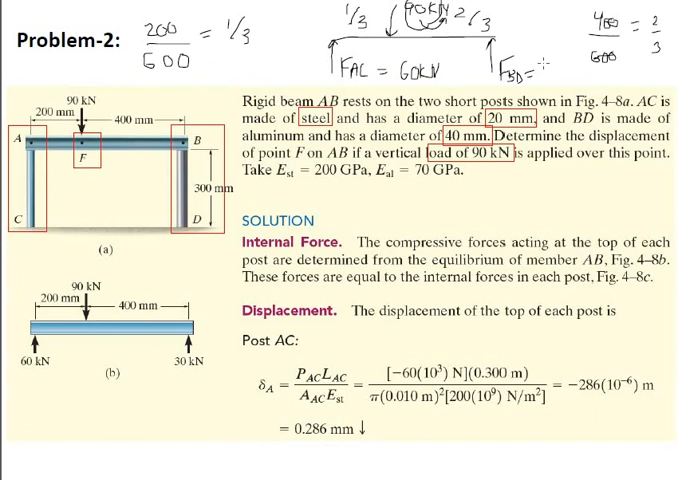 Problem-2: 200/600 = 1/3
1/3 90KN 2/3
400/600 = 2/3
FAC = 60KN FBD =
90 kN
200 mm
400 mm
A B
F
300 mm
C D
(a)
90 kN
200 mm 400 mm
60 kN 30 kN
(b)
Rigid beam AB rests on the two short posts shown in Fig. 4–8a. AC is
made of steel and has a diameter of 20 mm, and BD is made of
aluminum and has a diameter of 40 mm. Determine the displacement
of point F on AB if a vertical load of 90 kN is applied over this point.
Take Est = 200 GPa, Eal = 70 GPa.
SOLUTION
Internal Force. The compressive forces acting at the top of each
post are determined from the equilibrium of member AB, Fig. 4–8b.
These forces are equal to the internal forces in each post, Fig. 4–8c.
Displacement. The displacement of the top of each post is
Post AC:
δA = PACLAC / AACEst = [−60(10³) N](0.300 m) / π(0.010 m)²[200(10⁹) N/m²] = −286(10⁻⁶) m
= 0.286 mm ↓